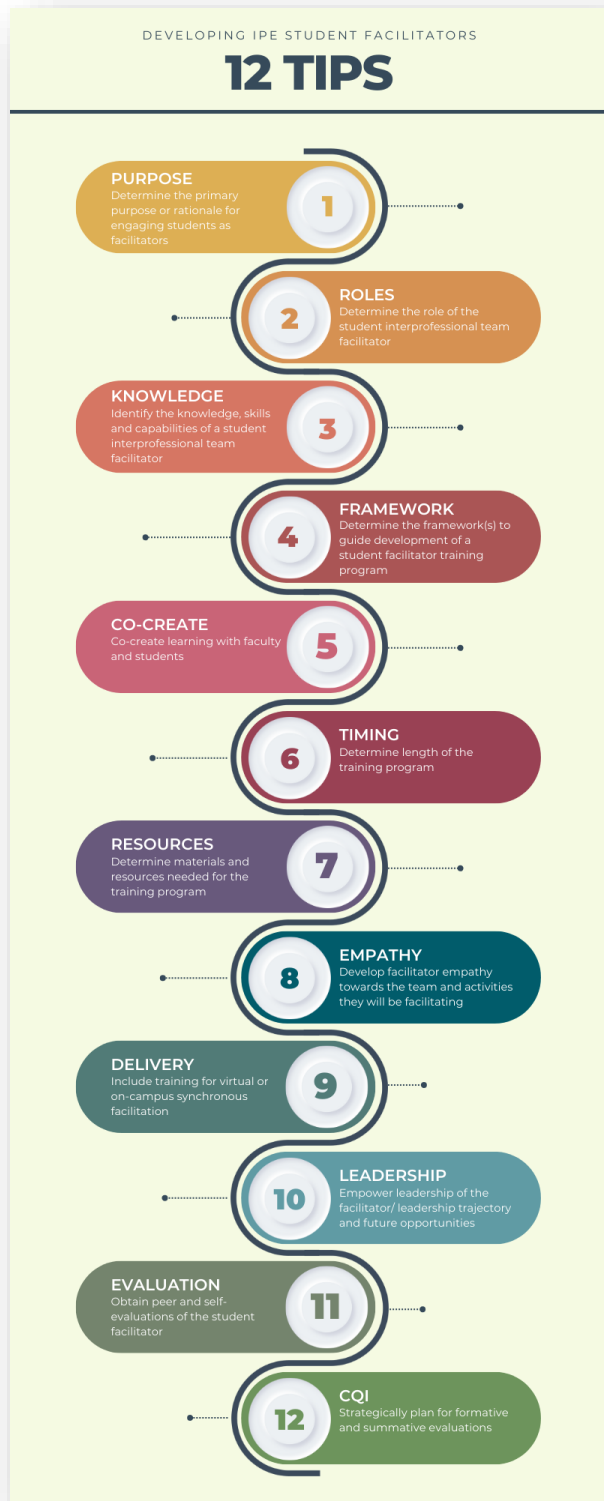 DEVELOPING IPE STUDENT FACILITATORS
12 TIPS
PURPOSE
Determine the primary
purpose or rationale for
engaging students as
facilitators
1
2
ROLES
Determine the role of the
student interprofessional team
facilitator
KNOWLEDGE
Identify the knowledge, skills
and capabilities of a student
interprofessional team
facilitator
3
4
FRAMEWORK
Determine the framework(s) to
guide development of a
student facilitator training
program
CO-CREATE
Co-create learning with faculty
and students
5
6
TIMING
Determine length of the
training program
RESOURCES
Determine materials and
resources needed for the
training program
7
8
EMPATHY
Develop facilitator empathy
towards the team and activities
they will be facilitating
DELIVERY
Include training for virtual or
on-campus synchronous
facilitation
9
10
LEADERSHIP
Empower leadership of the
facilitator/ leadership trajectory
and future opportunities
EVALUATION
Obtain peer and self-
evaluations of the student
facilitator
11
12
CQI
Strategically plan for formative
and summative evaluations